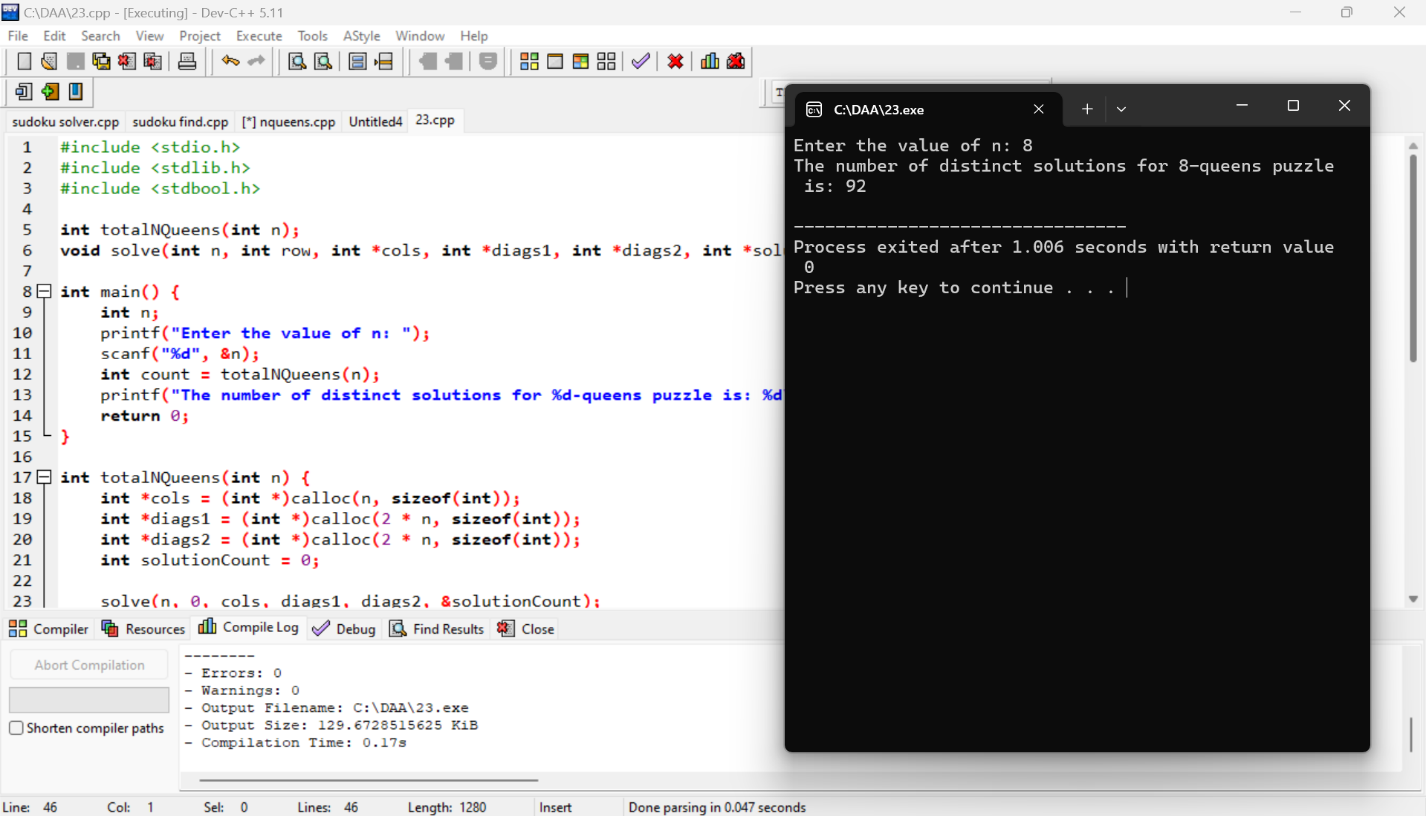 C:\DAA\23.cpp - [Executing] - Dev-C++ 5.11
File Edit Search View Project Execute Tools AStyle Window Help
sudoku solver.cpp sudoku find.cpp [*] nqueens.cpp Untitled4 23.cpp
1 #include <stdio.h>
2 #include <stdlib.h>
3 #include <stdbool.h>
4
5 int totalNQueens(int n);
6 void solve(int n, int row, int *cols, int *diags1, int *diags2, int *sol
7
8 int main() {
9 int n;
10 printf("Enter the value of n: ");
11 scanf("%d", &n);
12 int count = totalNQueens(n);
13 printf("The number of distinct solutions for %d-queens puzzle is: %d
14 return 0;
15 }
16
17 int totalNQueens(int n) {
18 int *cols = (int *)calloc(n, sizeof(int));
19 int *diags1 = (int *)calloc(2 * n, sizeof(int));
20 int *diags2 = (int *)calloc(2 * n, sizeof(int));
21 int solutionCount = 0;
22
23 solve(n, 0, cols, diags1, diags2, &solutionCount);
C:\DAA\23.exe
Enter the value of n: 8
The number of distinct solutions for 8-queens puzzle
is: 92
--------------------------------
Process exited after 1.006 seconds with return value
0
Press any key to continue . . .
Compiler Resources Compile Log Debug Find Results Close
Abort Compilation
Shorten compiler paths
--------
- Errors: 0
- Warnings: 0
- Output Filename: C:\DAA\23.exe
- Output Size: 129.6728515625 KiB
- Compilation Time: 0.17s
Line: 46 Col: 1 Sel: 0 Lines: 46 Length: 1280 Insert Done parsing in 0.047 seconds